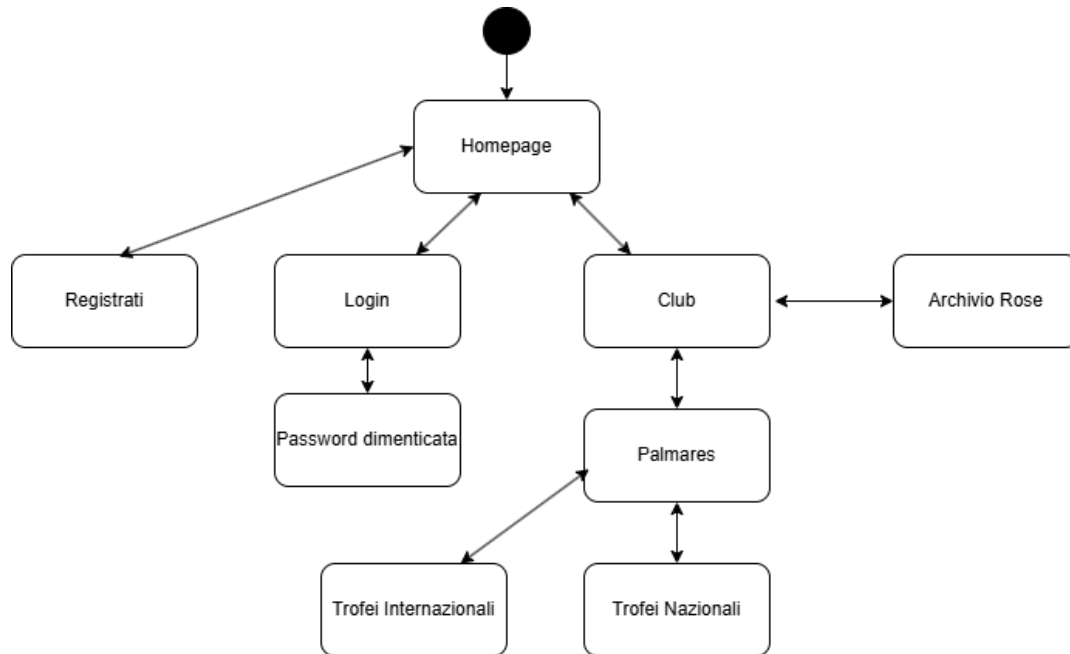 Homepage
Registrati
Login
Club
Archivio Rose
Password dimenticata
Palmares
Trofei Internazionali
Trofei Nazionali